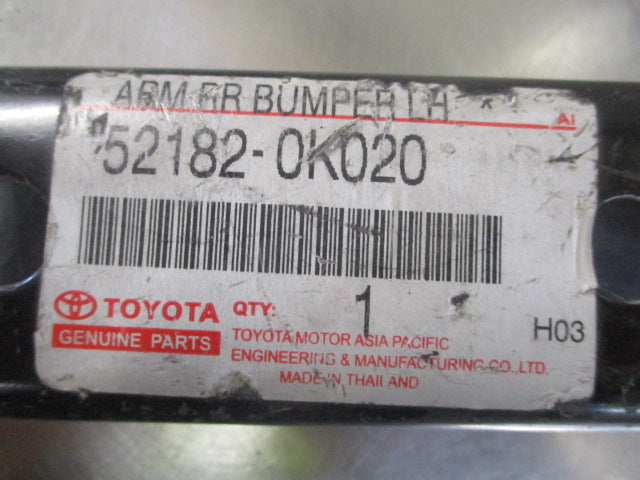 ARM, RR BUMPER LH
AI
52182-0K020
TOYOTA
GENUINE PARTS
QTY: 1
TOYOTA MOTOR ASIA PACIFIC
ENGINEERING & MANUFACTURING CO.,LTD.
MADE IN THAILAND
H03